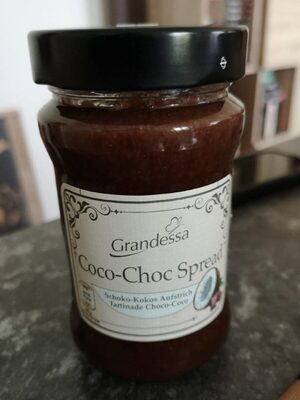 Grandessa
Coco-Choc Spread
Schoko-Kokos Aufstrich
Tartinade Choco-Coco